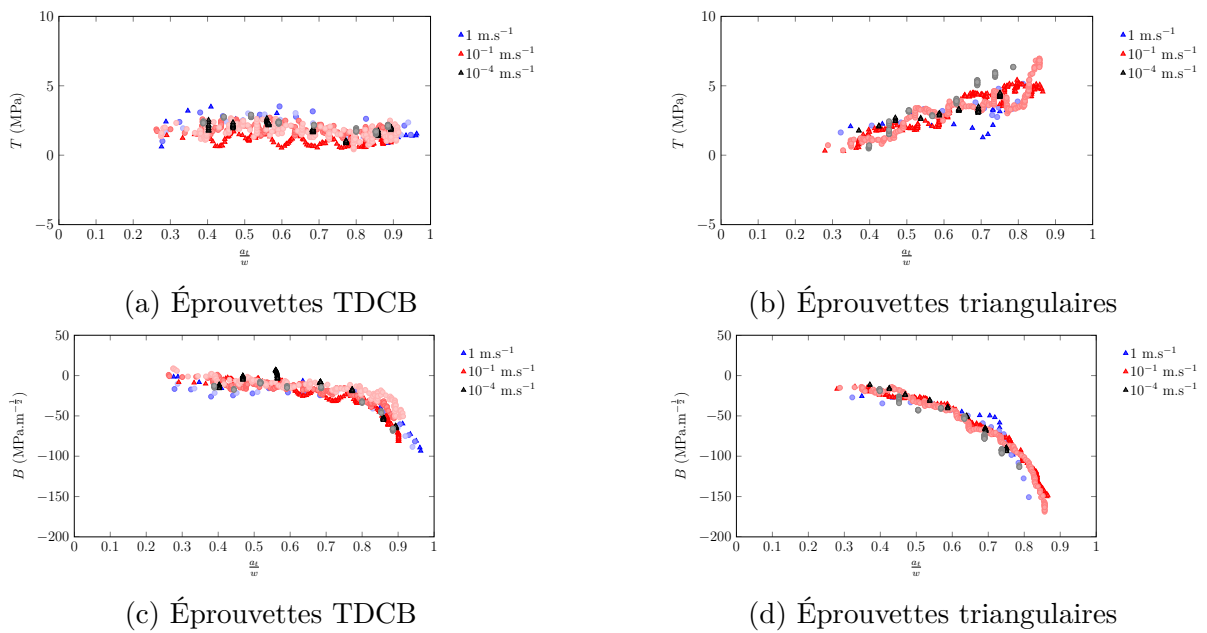 10
5
0
−5
T (MPa)
0 0.1 0.2 0.3 0.4 0.5 0.6 0.7 0.8 0.9 1
a_t/w
1 m.s⁻¹
10⁻¹ m.s⁻¹
10⁻⁴ m.s⁻¹
(a) Éprouvettes TDCB
10
5
0
−5
T (MPa)
0 0.1 0.2 0.3 0.4 0.5 0.6 0.7 0.8 0.9 1
a_t/w
1 m.s⁻¹
10⁻¹ m.s⁻¹
10⁻⁴ m.s⁻¹
(b) Éprouvettes triangulaires
50
0
−50
−100
−150
−200
B (MPa.m^{−1/2})
0 0.1 0.2 0.3 0.4 0.5 0.6 0.7 0.8 0.9 1
a_t/w
1 m.s⁻¹
10⁻¹ m.s⁻¹
10⁻⁴ m.s⁻¹
(c) Éprouvettes TDCB
50
0
−50
−100
−150
−200
B (MPa.m^{−1/2})
0 0.1 0.2 0.3 0.4 0.5 0.6 0.7 0.8 0.9 1
a_t/w
1 m.s⁻¹
10⁻¹ m.s⁻¹
10⁻⁴ m.s⁻¹
(d) Éprouvettes triangulaires